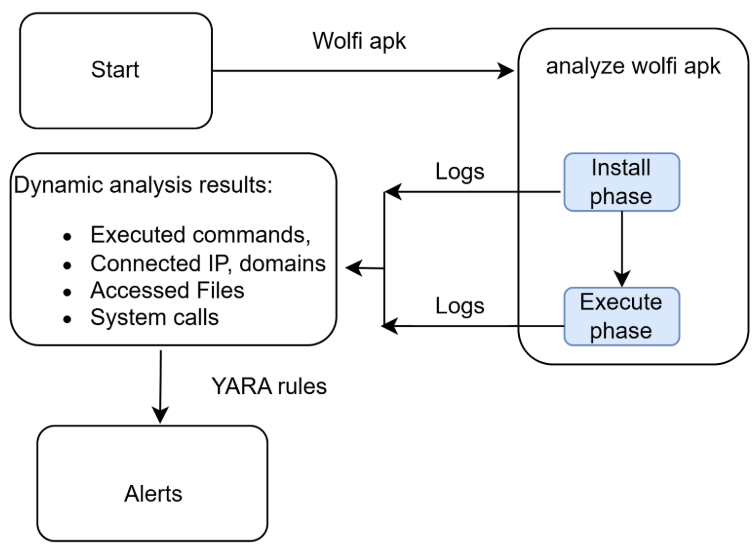 Start
Wolfi apk
analyze wolfi apk
Install
phase
Logs
Execute
phase
Logs
Dynamic analysis results:
• Executed commands,
• Connected IP, domains
• Accessed Files
• System calls
YARA rules
Alerts